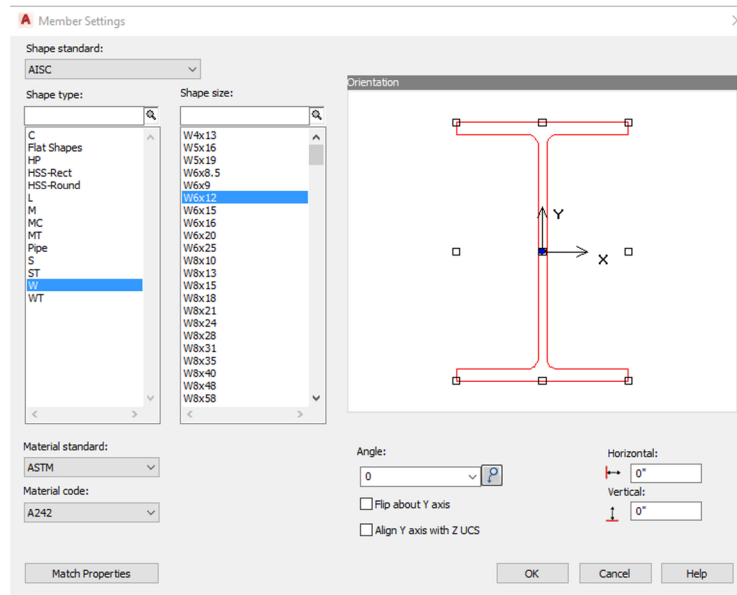 A Member Settings
Shape standard:
AISC
Shape type:
Shape size:
Orientation
C
Flat Shapes
HP
HSS-Rect
HSS-Round
L
M
MC
MT
Pipe
S
ST
W
WT
W4x13
W5x16
W5x19
W6x8.5
W6x9
W6x12
W6x15
W6x16
W6x20
W6x25
W8x10
W8x13
W8x15
W8x18
W8x21
W8x24
W8x28
W8x31
W8x35
W8x40
W8x48
W8x58
Y
X
Material standard:
ASTM
Material code:
A242
Angle:
0
Flip about Y axis
Align Y axis with Z UCS
Horizontal:
0"
Vertical:
0"
Match Properties
OK
Cancel
Help